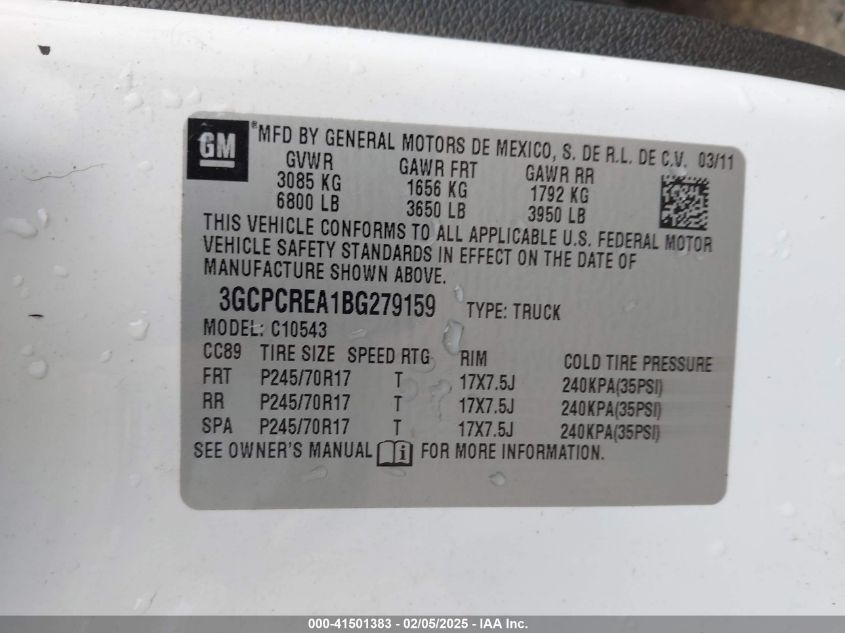 GM
*MFD BY GENERAL MOTORS DE MEXICO, S. DE R.L. DE C.V. 03/11
GVWR GAWR FRT GAWR RR
3085 KG 1656 KG 1792 KG
6800 LB 3650 LB 3950 LB
THIS VEHICLE CONFORMS TO ALL APPLICABLE U.S. FEDERAL MOTOR
VEHICLE SAFETY STANDARDS IN EFFECT ON THE DATE OF
MANUFACTURE SHOWN ABOVE.
3GCPCREA1BG279159 TYPE: TRUCK
MODEL: C10543
CC89 TIRE SIZE SPEED RTG RIM COLD TIRE PRESSURE
FRT P245/70R17 T 17X7.5J 240KPA(35PSI)
RR P245/70R17 T 17X7.5J 240KPA(35PSI)
SPA P245/70R17 T 17X7.5J 240KPA(35PSI)
SEE OWNER'S MANUAL FOR MORE INFORMATION.
000-41501383 - 02/05/2025 - IAA Inc.